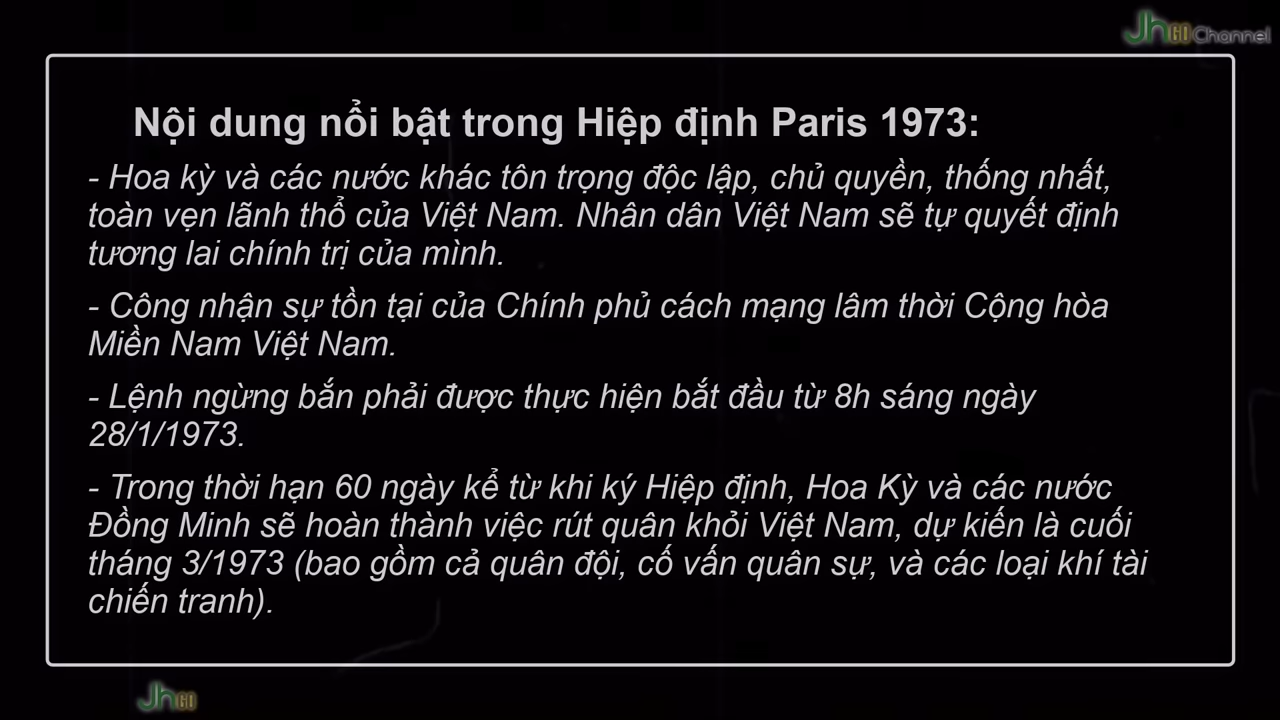 JhGO Channel
Nội dung nổi bật trong Hiệp định Paris 1973:
- Hoa kỳ và các nước khác tôn trọng độc lập, chủ quyền, thống nhất,
toàn vẹn lãnh thổ của Việt Nam. Nhân dân Việt Nam sẽ tự quyết định
tương lai chính trị của mình.
- Công nhận sự tồn tại của Chính phủ cách mạng lâm thời Cộng hòa
Miền Nam Việt Nam.
- Lệnh ngừng bắn phải được thực hiện bắt đầu từ 8h sáng ngày
28/1/1973.
- Trong thời hạn 60 ngày kể từ khi ký Hiệp định, Hoa Kỳ và các nước
Đồng Minh sẽ hoàn thành việc rút quân khỏi Việt Nam, dự kiến là cuối
tháng 3/1973 (bao gồm cả quân đội, cố vấn quân sự, và các loại khí tài
chiến tranh).
JhGO